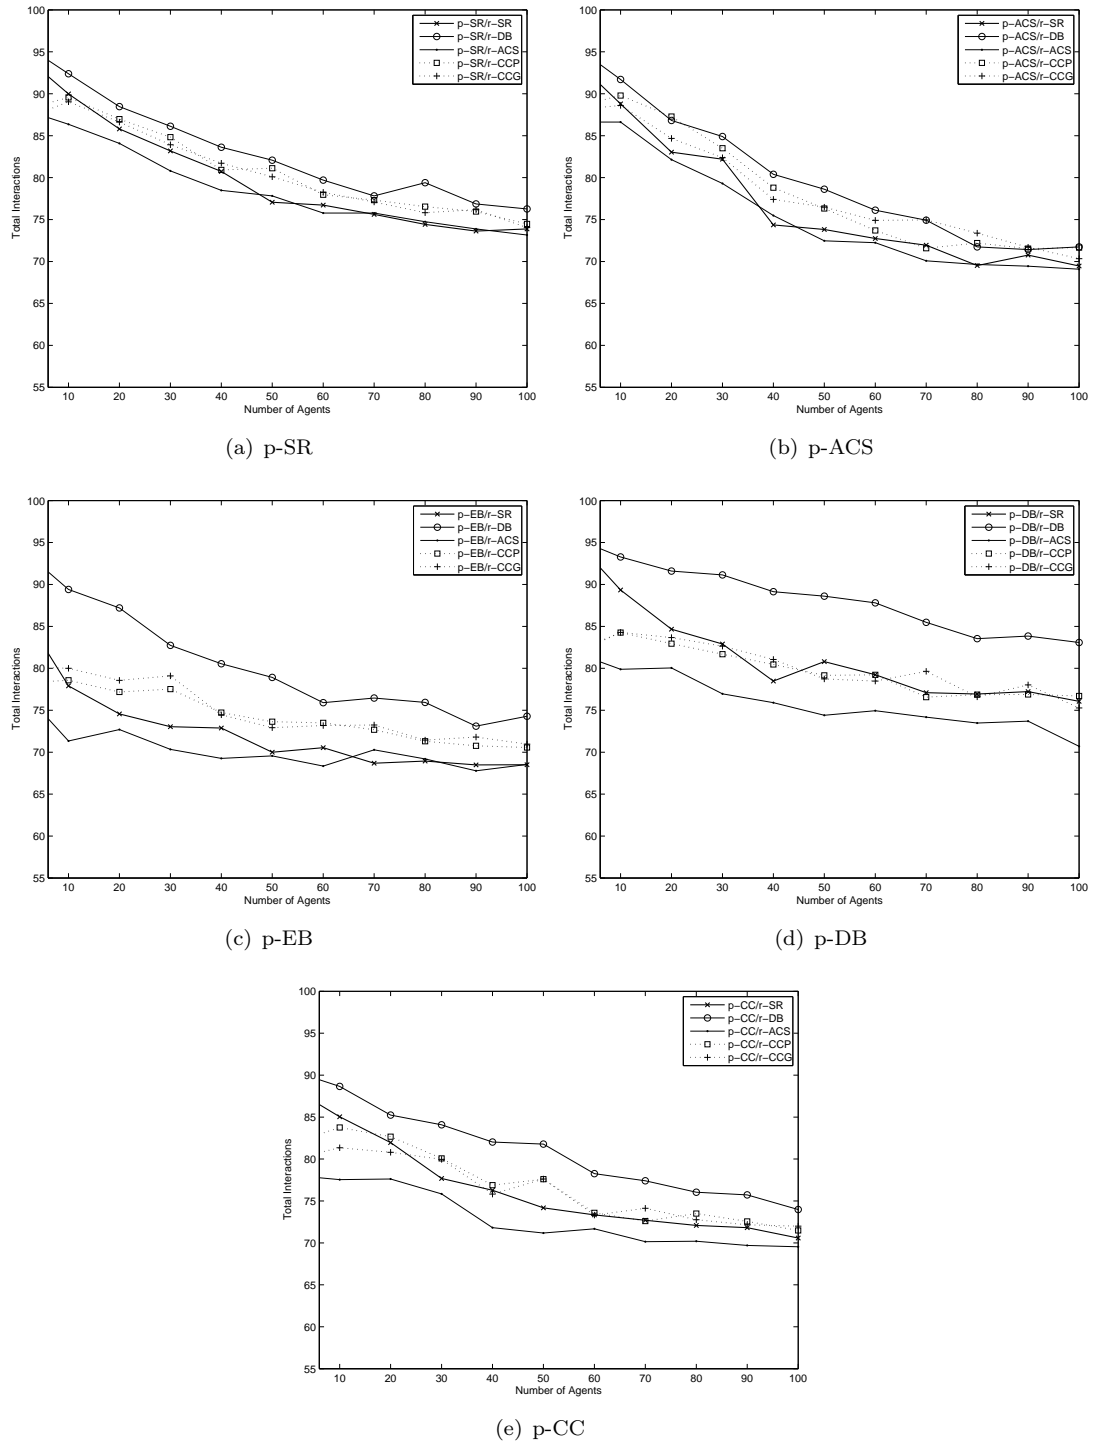 100
95
90
85
80
75
70
65
60
55
Total Interactions
10 20 30 40 50 60 70 80 90 100
Number of Agents
p−SR/r−SR
p−SR/r−DB
p−SR/r−ACS
p−SR/r−CCP
p−SR/r−CCG
(a) p-SR
100
95
90
85
80
75
70
65
60
55
Total Interactions
10 20 30 40 50 60 70 80 90 100
Number of Agents
p−ACS/r−SR
p−ACS/r−DB
p−ACS/r−ACS
p−ACS/r−CCP
p−ACS/r−CCG
(b) p-ACS
100
95
90
85
80
75
70
65
60
55
Total Interactions
10 20 30 40 50 60 70 80 90 100
Number of Agents
p−EB/r−SR
p−EB/r−DB
p−EB/r−ACS
p−EB/r−CCP
p−EB/r−CCG
(c) p-EB
100
95
90
85
80
75
70
65
60
55
Total Interactions
10 20 30 40 50 60 70 80 90 100
Number of Agents
p−DB/r−SR
p−DB/r−DB
p−DB/r−ACS
p−DB/r−CCP
p−DB/r−CCG
(d) p-DB
100
95
90
85
80
75
70
65
60
55
Total Interactions
10 20 30 40 50 60 70 80 90 100
Number of Agents
p−CC/r−SR
p−CC/r−DB
p−CC/r−ACS
p−CC/r−CCP
p−CC/r−CCG
(e) p-CC